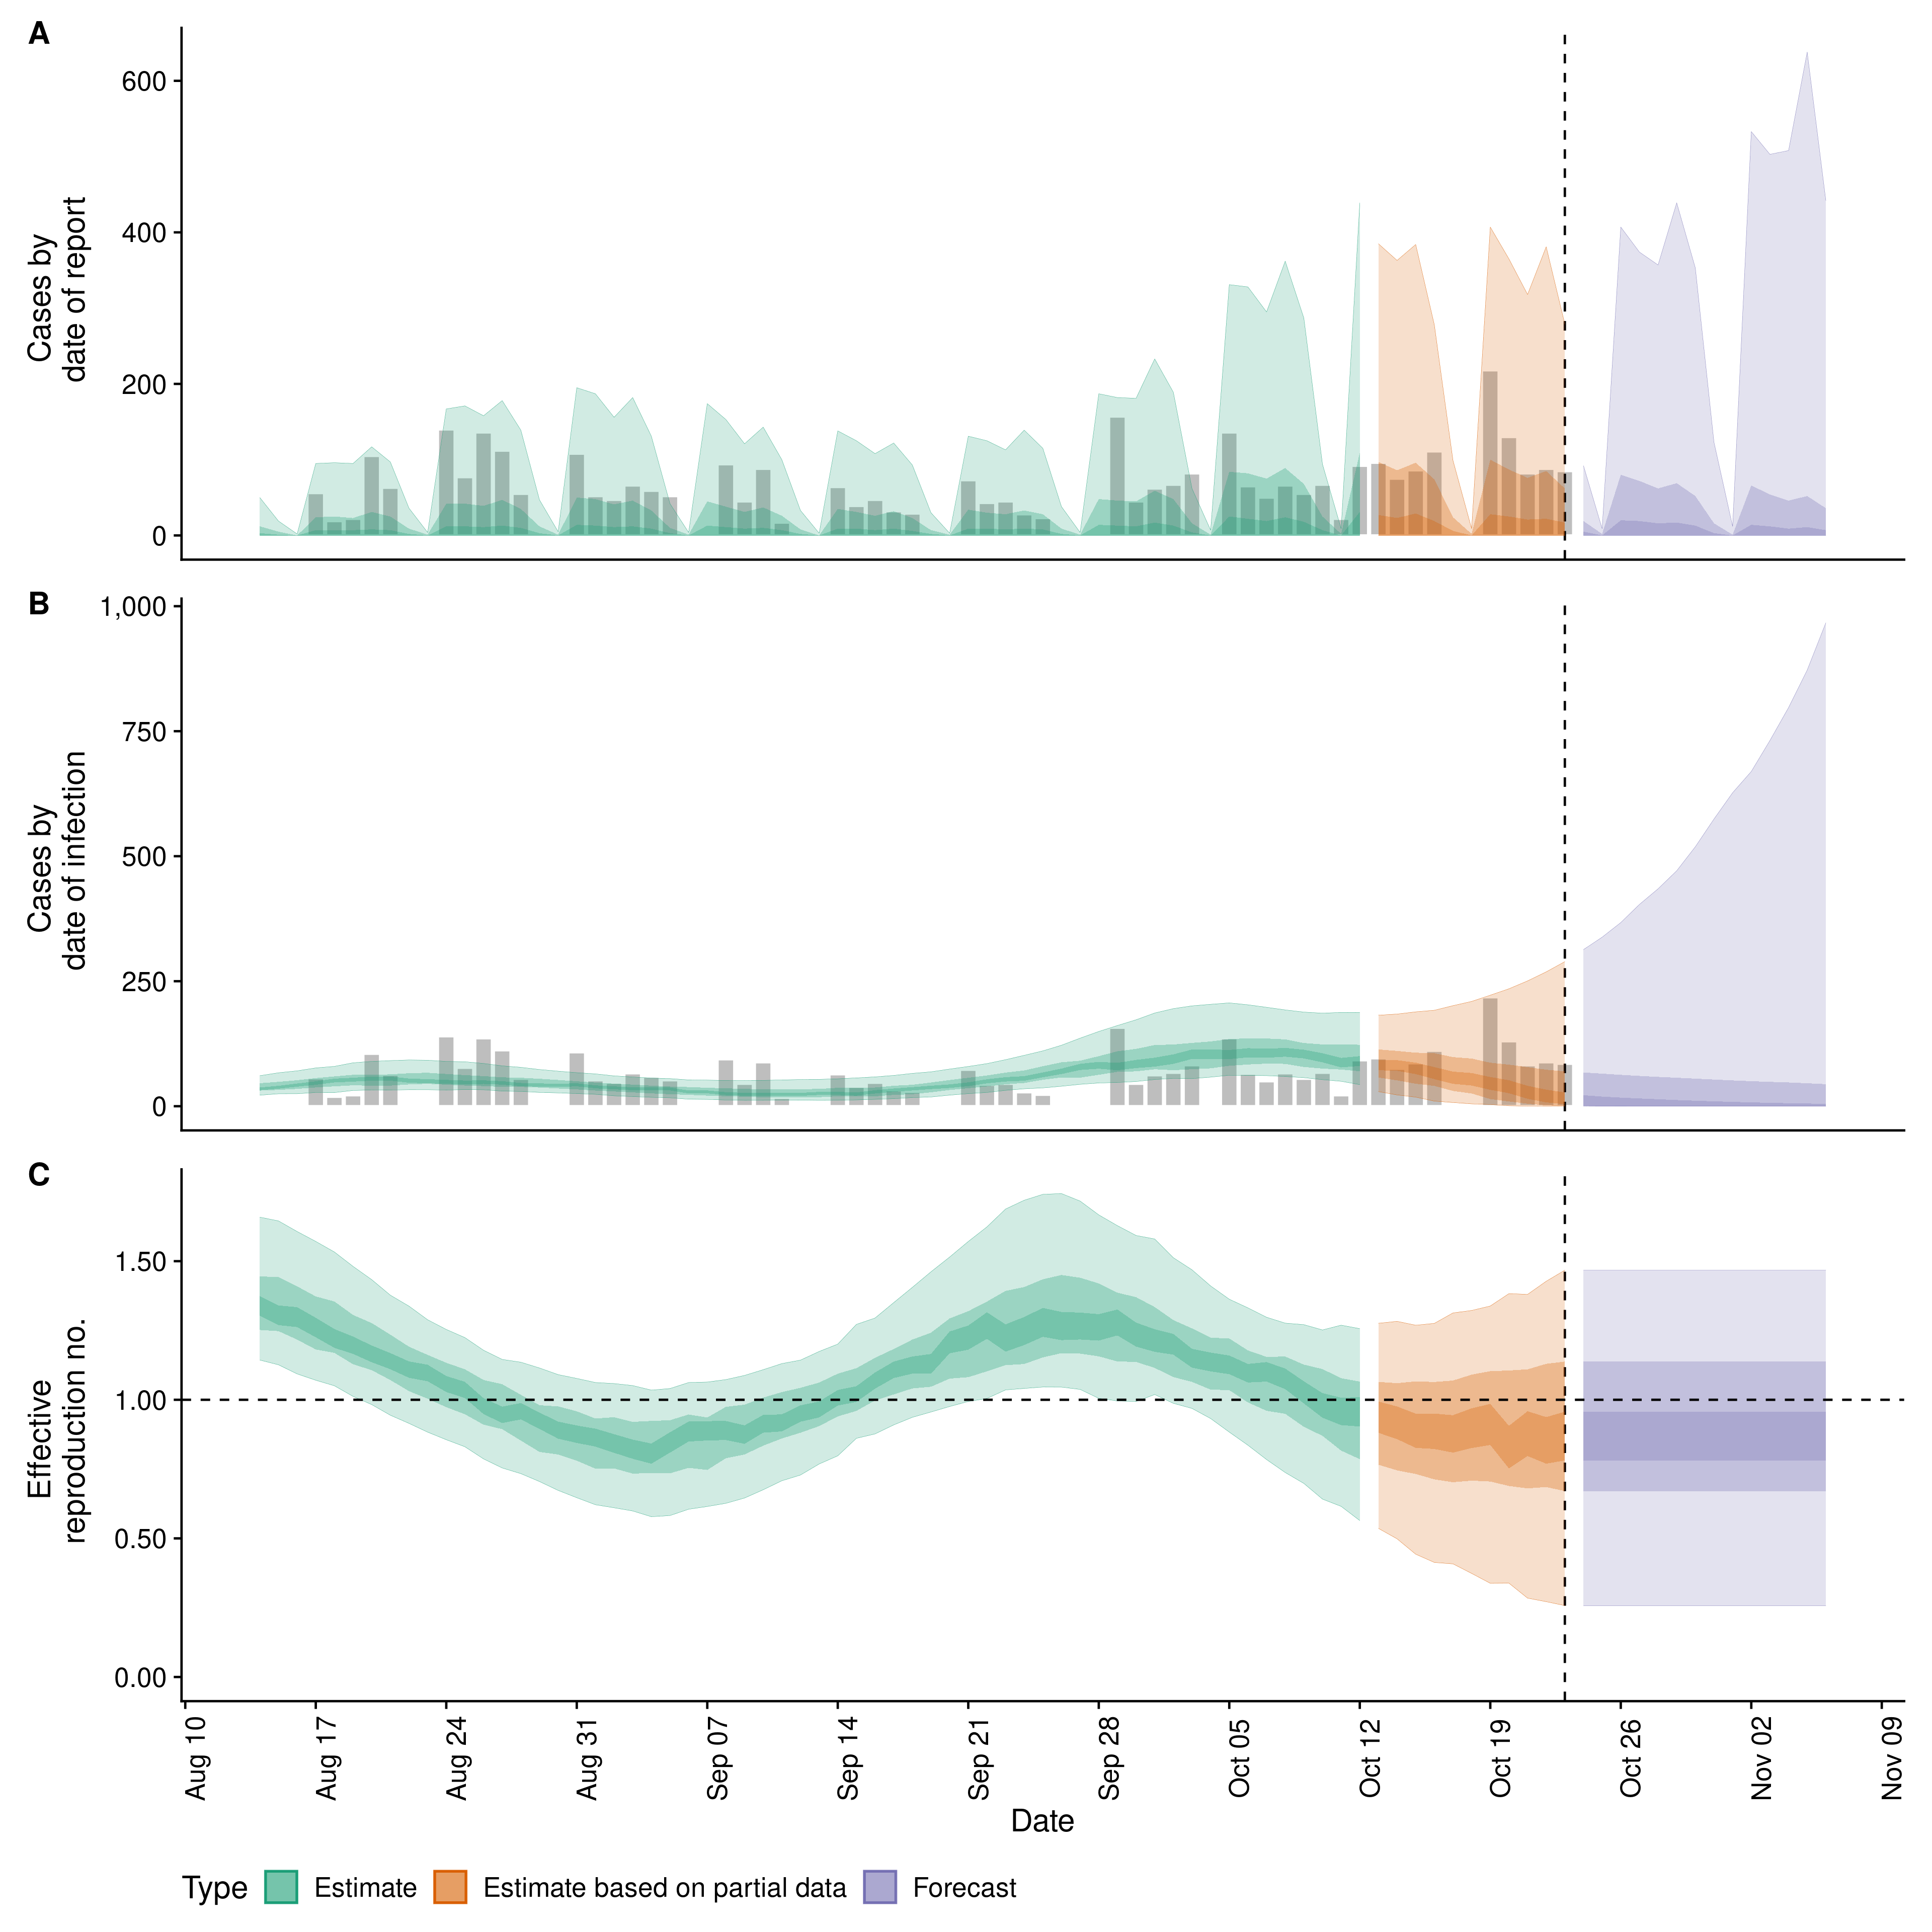 A
600
400
200
0
Cases by
date of report
B
1,000
750
500
250
0
Cases by
date of infection
C
1.50
1.00
0.50
0.00
Effective
reproduction no.
Aug 10
Aug 17
Aug 24
Aug 31
Sep 07
Sep 14
Sep 21
Sep 28
Oct 05
Oct 12
Oct 19
Oct 26
Nov 02
Nov 09
Date
Type Estimate Estimate based on partial data Forecast